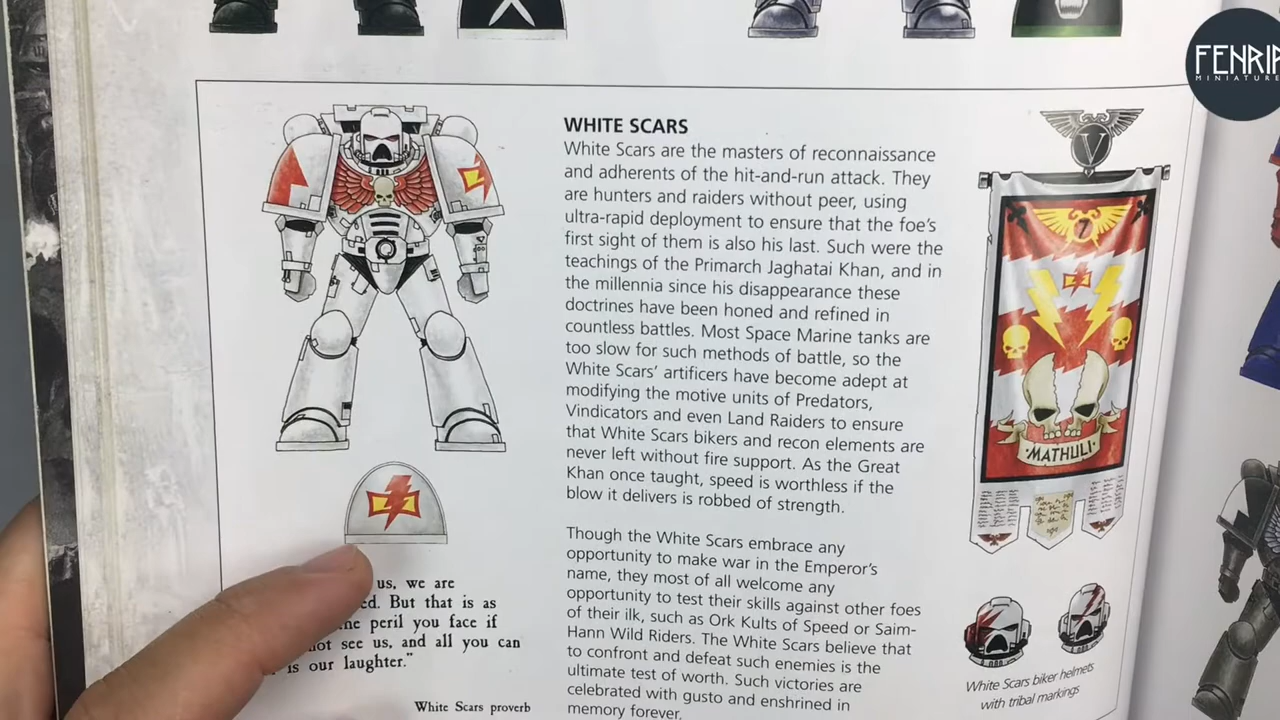 FENRIR
MINIATURE
WHITE SCARS
White Scars are the masters of reconnaissance
and adherents of the hit-and-run attack. They
are hunters and raiders without peer, using
ultra-rapid deployment to ensure that the foe's
first sight of them is also his last. Such were the
teachings of the Primarch Jaghatai Khan, and in
the millennia since his disappearance these
doctrines have been honed and refined in
countless battles. Most Space Marine tanks are
too slow for such methods of battle, so the
White Scars' artificers have become adept at
modifying the motive units of Predators,
Vindicators and even Land Raiders to ensure
that White Scars bikers and recon elements are
never left without fire support. As the Great
Khan once taught, speed is worthless if the
blow it delivers is robbed of strength.
Though the White Scars embrace any
opportunity to make war in the Emperor's
name, they most of all welcome any
opportunity to test their skills against other foes
of their ilk, such as Ork Kults of Speed or Saim-
Hann Wild Riders. The White Scars believe that
to confront and defeat such enemies is the
ultimate test of worth. Such victories are
celebrated with gusto and enshrined in
memory forever.
us, we are
But that is as
peril you face if
see us, and all you can
is our laughter."
White Scars proverb
V
7
·MATHULI·
White Scars biker helmets
with tribal markings